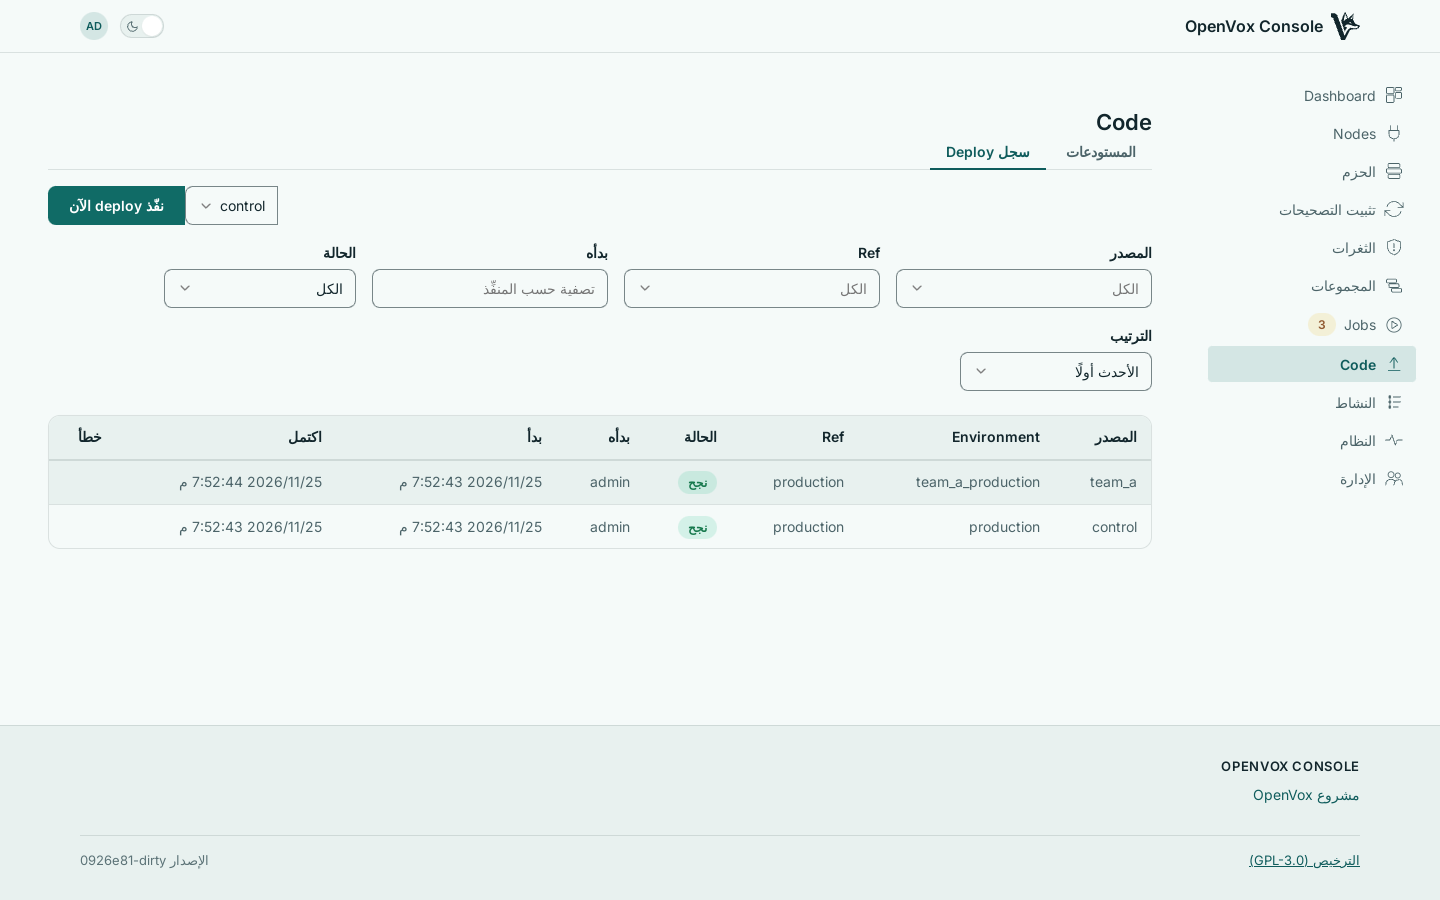 OpenVox Console
AD
Dashboard
Nodes
الحزم
تثبيت التصحيحات
الثغرات
المجموعات
Jobs 3
Code
النشاط
النظام
الإدارة
Code
المستودعات
سجل Deploy
control
نفّذ deploy الآن
المصدر
الكل
Ref
الكل
بدأه
تصفية حسب المنفّذ
الحالة
الكل
الترتيب
الأحدث أولًا
المصدر Environment Ref الحالة بدأه بدأ اكتمل خطأ
team_a team_a_production production نجح admin 2026/11/25 7:52:43 م 2026/11/25 7:52:44 م
control production production نجح admin 2026/11/25 7:52:43 م 2026/11/25 7:52:43 م
OPENVOX CONSOLE
مشروع OpenVox
الترخيص (GPL-3.0)
الإصدار 0926e81-dirty